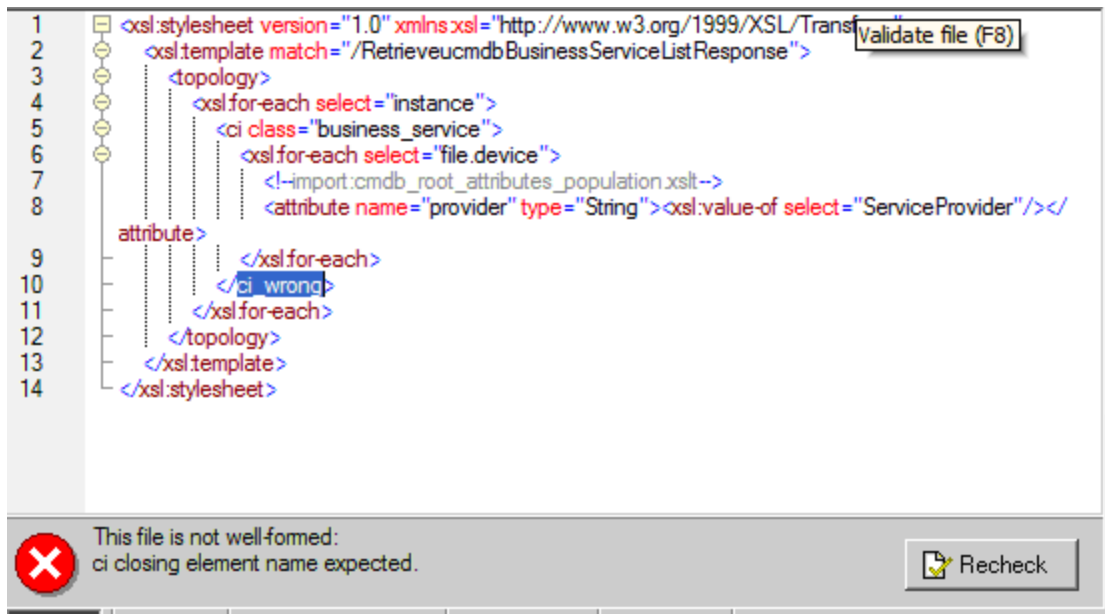 1 <xsl:stylesheet version="1.0" xmlns:xsl="http://www.w3.org/1999/XSL/
Validate file (F8)
2 <xsl:template match="/RetrieveucmdbBusinessServiceListResponse">
3 <topology>
4 <xsl:for-each select="instance">
5 <ci class="business_service">
6 <xsl:for-each select="file.device">
7 <!--import:cmdb_root_attributes_population.xslt-->
8 <attribute name="provider" type="String"><xsl:value-of select="ServiceProvider"/></
attribute>
9 </xsl:for-each>
10 </ci_wrong>
11 </xsl:for-each>
12 </topology>
13 </xsl:template>
14 </xsl:stylesheet>
This file is not well-formed:
ci closing element name expected.
Recheck